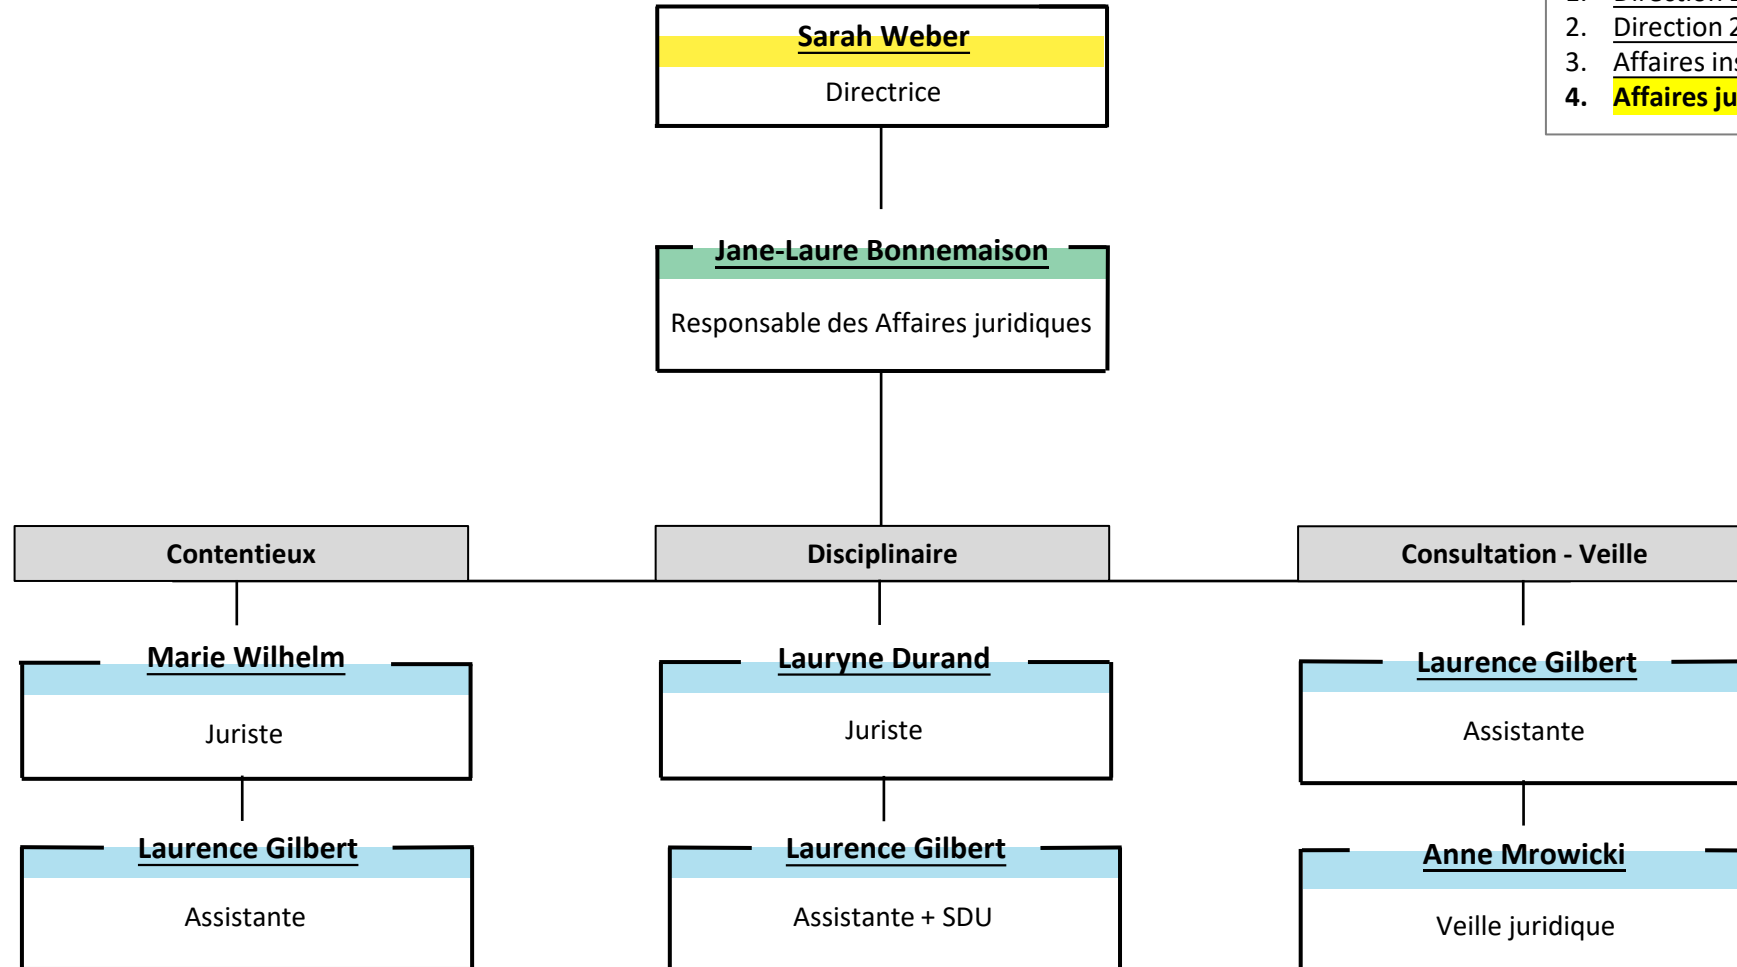 Sarah Weber
Directrice
2. Direction 2
3. Affaires
4. Affaires
Jane-Laure Bonnemaison
Responsable des Affaires juridiques
Contentieux
Disciplinaire
Consultation - Veille
Marie Wilhelm
Juriste
Lauryne Durand
Juriste
Laurence Gilbert
Assistante
Laurence Gilbert
Assistante
Laurence Gilbert
Assistante + SDU
Anne Mrowicki
Veille juridique